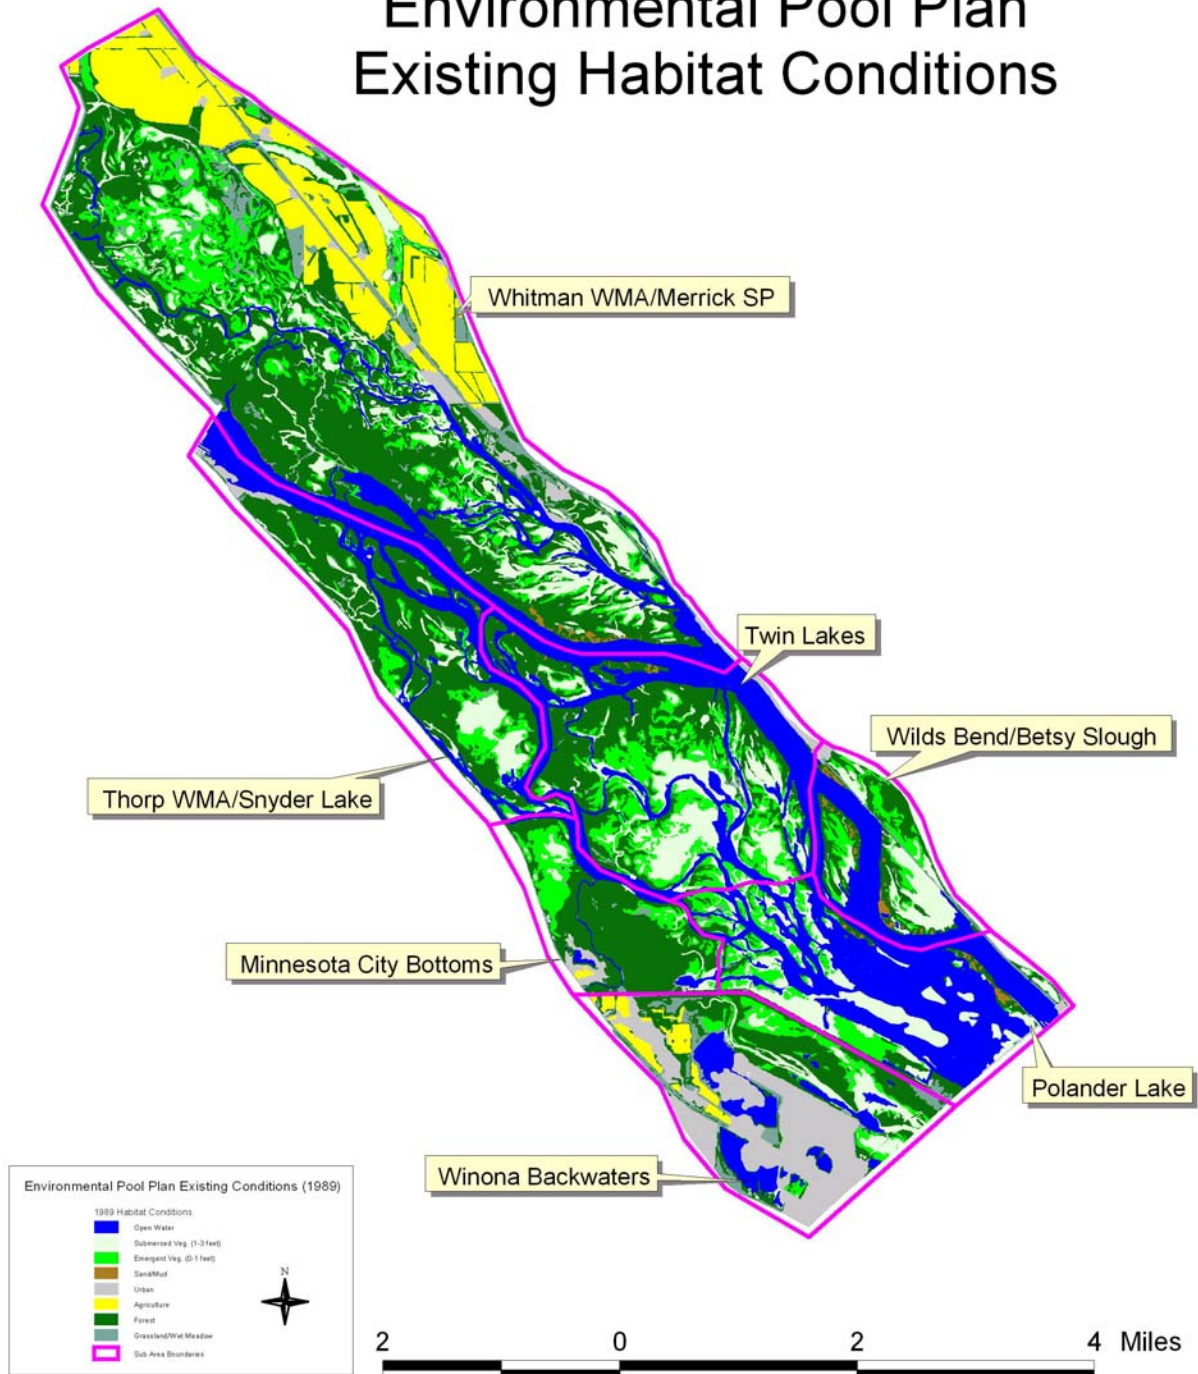 Environmental Pool Plan
Existing Habitat Conditions
Whitman WMA/Merrick SP
Twin Lakes
Wilds Bend/Betsy Slough
Thorp WMA/Snyder Lake
Minnesota City Bottoms
Polander Lake
Winona Backwaters
Environmental Pool Plan Existing Conditions (1989)
1989 Habitat Conditions
Open Water
Submersed Veg. (1-3 feet)
Emergent Veg. (0-1 feet)
Sand/Mud
Urban
Agriculture
Forest
Grassland/Wet Meadow
Sub Area Boundaries
N
2 0 2 4 Miles